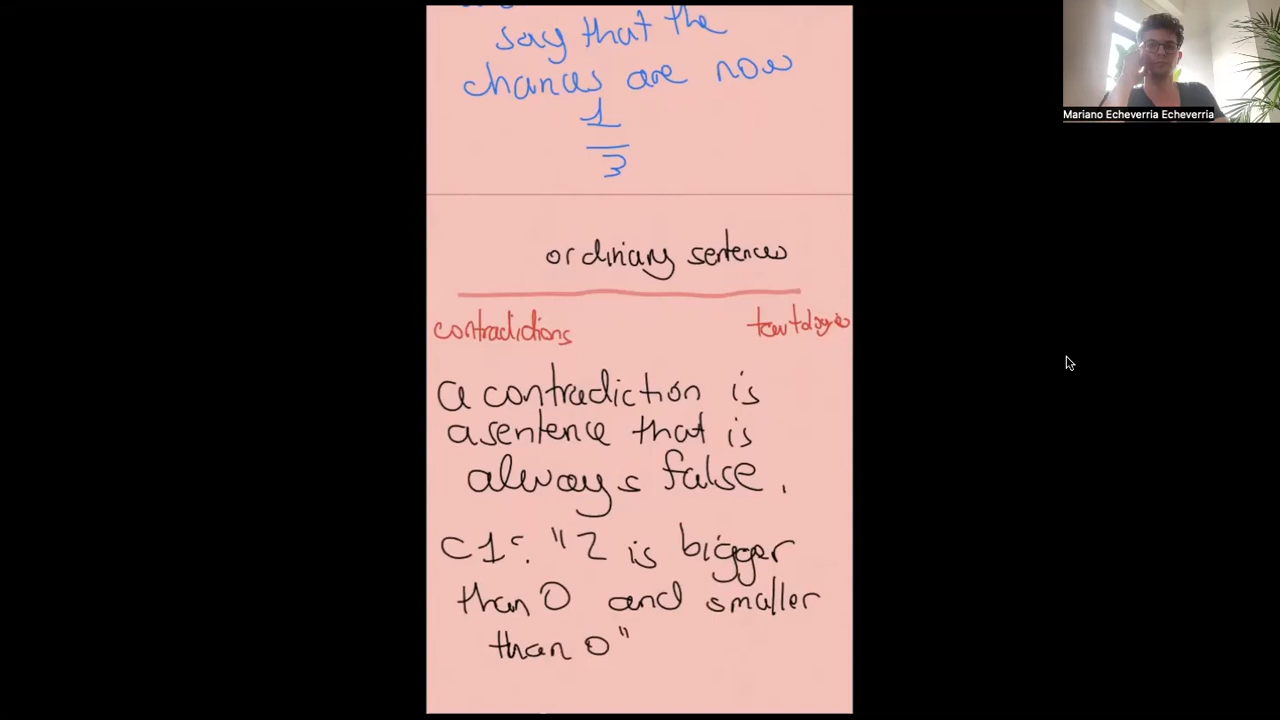 say that the
chances are now
1
3
Mariano Echeverria Echeverria
ordinary sentences
contradictions
tautologies
a contradiction is
a sentence that is
always false.
C1: "2 is bigger
than 0 and smaller
than 0"